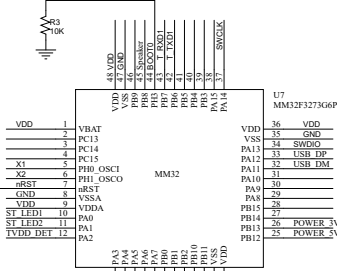 R3
10K
48 VDD
47 GND
46
45 Speaker
44 BOOT0
43 T_RXD1
42 T_TXD1
41
40
39
38
37 SWCLK
VDD
VSS
PB9
PB8
PH3
PB7
PB6
PB5
PB4
PB3
PA15
PA14
U7
MM32F3273G6P
VDD 1 VBAT
2 PC13
3 PC14
4 PC15
X1 5 PH0_OSCI
X2 6 PH1_OSCO
nRST 7 nRST
GND 8 VSSA
VDD 9 VDDA
ST_LED1 10 PA0
ST_LED2 11 PA1
TVDD_DET 12 PA2
MM32
VDD 36 VDD
VSS 35 GND
PA13 34 SWDIO
PA12 33 USB_DP
PA11 32 USB_DM
PA10 31
PA9 30
PA8 29
PB15 28
PB14 27
PB13 26 POWER_3V
PB12 25 POWER_5V
PA3
PA4
PA5
PA6
PA7
PB0
PB1
PB2
PB10
PB11
VSS
VDD